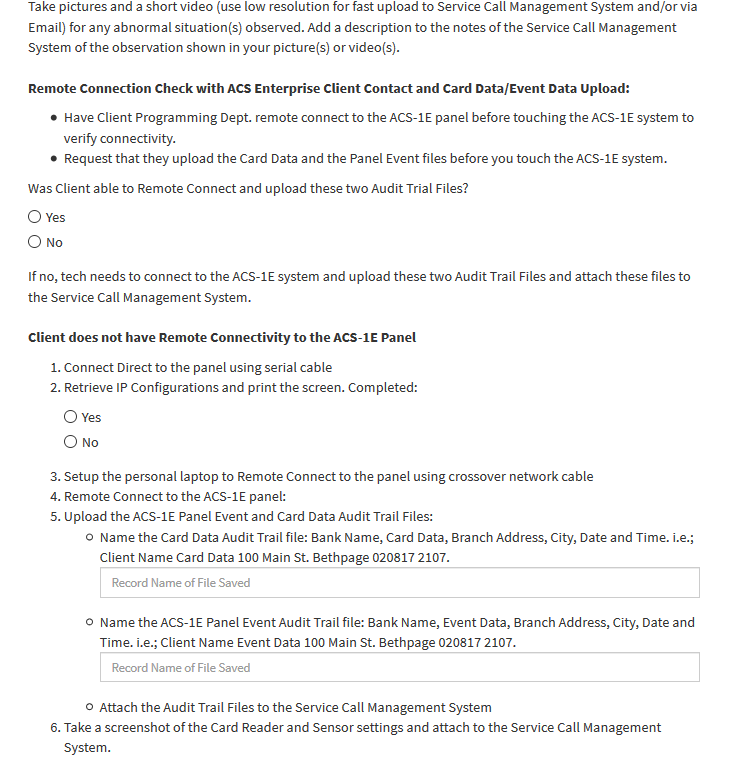 Take pictures and a short video (use low resolution for fast upload to Service Call Management System and/or via
Email) for any abnormal situation(s) observed. Add a description to the notes of the Service Call Management
System of the observation shown in your picture(s) or video(s).
Remote Connection Check with ACS Enterprise Client Contact and Card Data/Event Data Upload:
• Have Client Programming Dept. remote connect to the ACS-1E panel before touching the ACS-1E system to
verify connectivity.
• Request that they upload the Card Data and the Panel Event files before you touch the ACS-1E system.
Was Client able to Remote Connect and upload these two Audit Trial Files?
Yes
No
If no, tech needs to connect to the ACS-1E system and upload these two Audit Trail Files and attach these files to
the Service Call Management System.
Client does not have Remote Connectivity to the ACS-1E Panel
1. Connect Direct to the panel using serial cable
2. Retrieve IP Configurations and print the screen. Completed:
Yes
No
3. Setup the personal laptop to Remote Connect to the panel using crossover network cable
4. Remote Connect to the ACS-1E panel:
5. Upload the ACS-1E Panel Event and Card Data Audit Trail Files:
Name the Card Data Audit Trail file: Bank Name, Card Data, Branch Address, City, Date and Time. i.e.;
Client Name Card Data 100 Main St. Bethpage 020817 2107.
Record Name of File Saved
Name the ACS-1E Panel Event Audit Trail file: Bank Name, Event Data, Branch Address, City, Date and
Time. i.e.; Client Name Event Data 100 Main St. Bethpage 020817 2107.
Record Name of File Saved
Attach the Audit Trail Files to the Service Call Management System
6. Take a screenshot of the Card Reader and Sensor settings and attach to the Service Call Management
System.